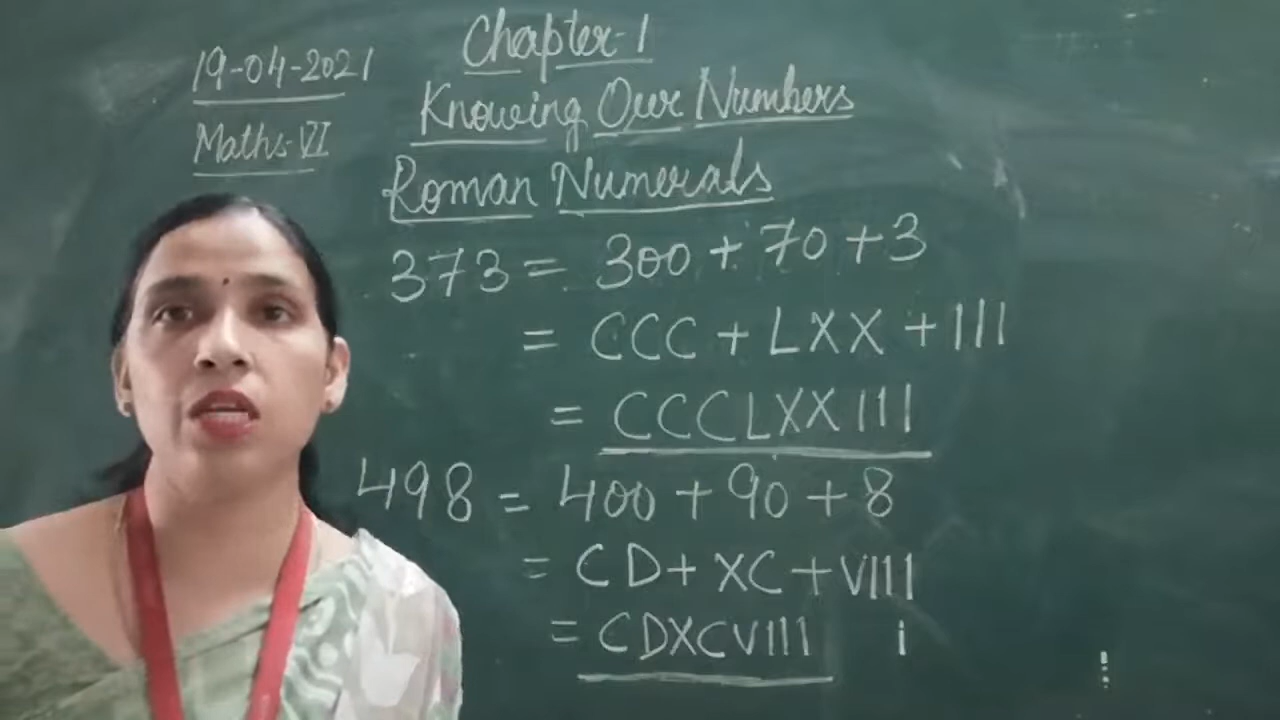 19-04-2021
Maths-VI
Chapter-1
Knowing Our Numbers
Roman Numerals
373 = 300 + 70 + 3
= CCC + LXX + III
= CCCLXXIII
498 = 400 + 90 + 8
= CD + XC + VIII
= CDXCVIII